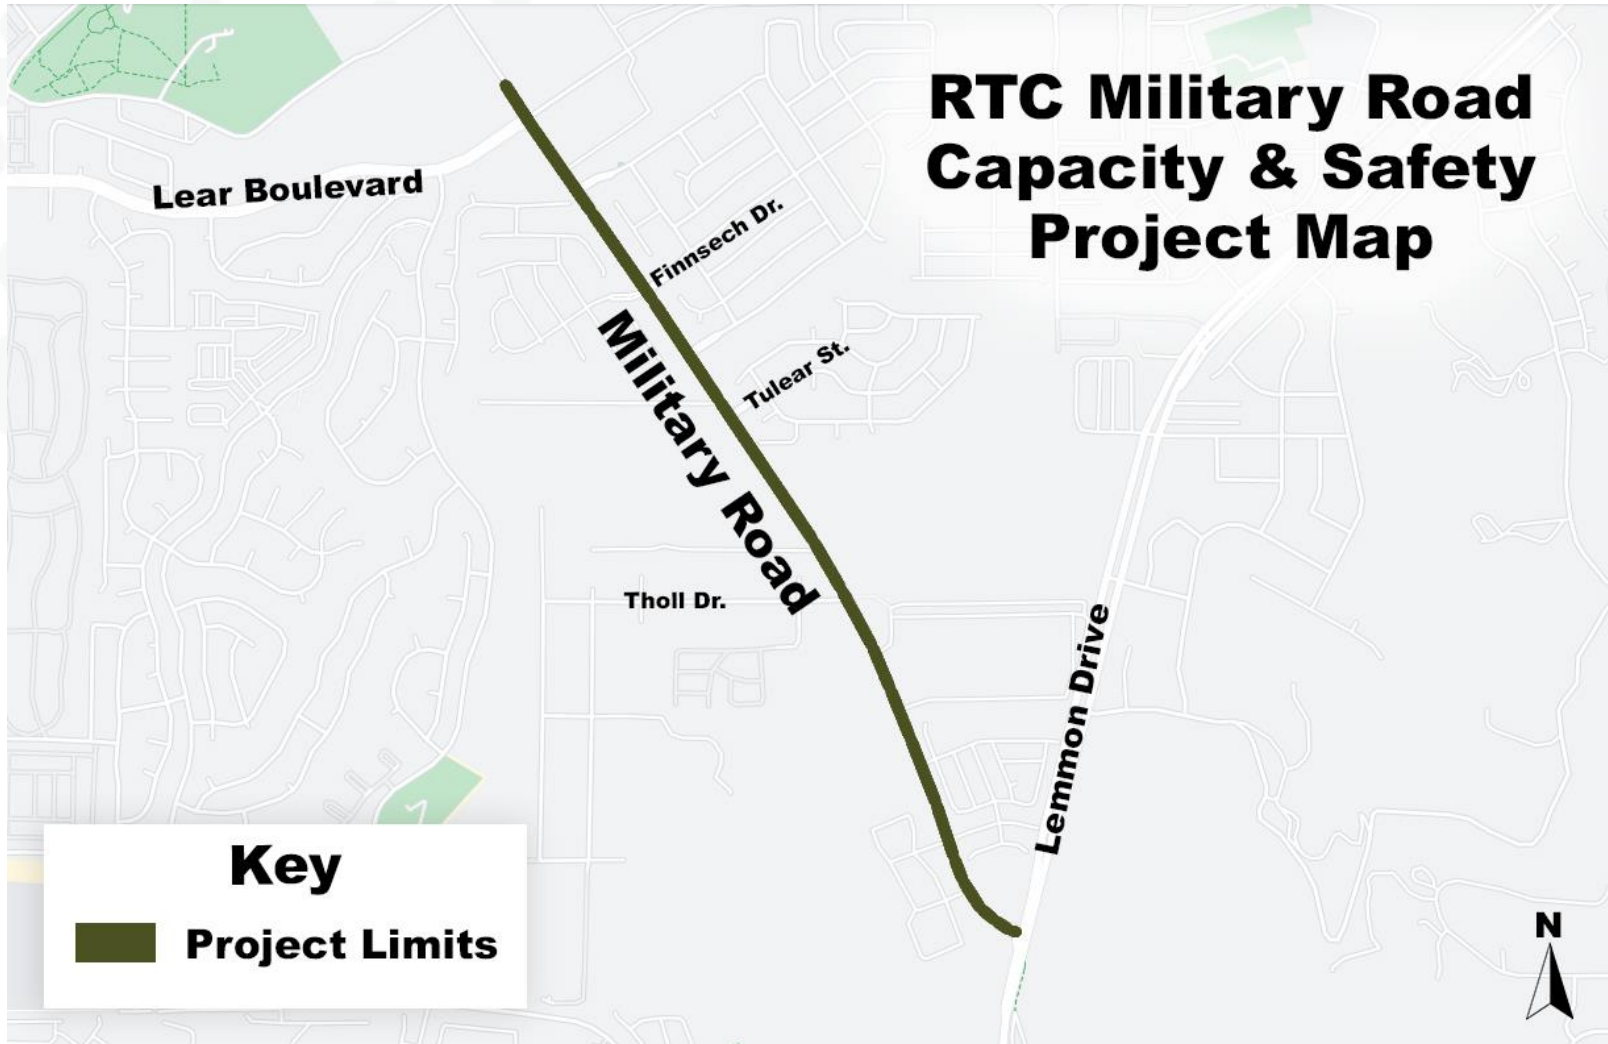 RTC Military Road
Capacity & Safety
Project Map
Lear Boulevard
Finnsech Dr.
Military Road
Tulear St.
Tholl Dr.
Lemmon Drive
Key
Project Limits
N